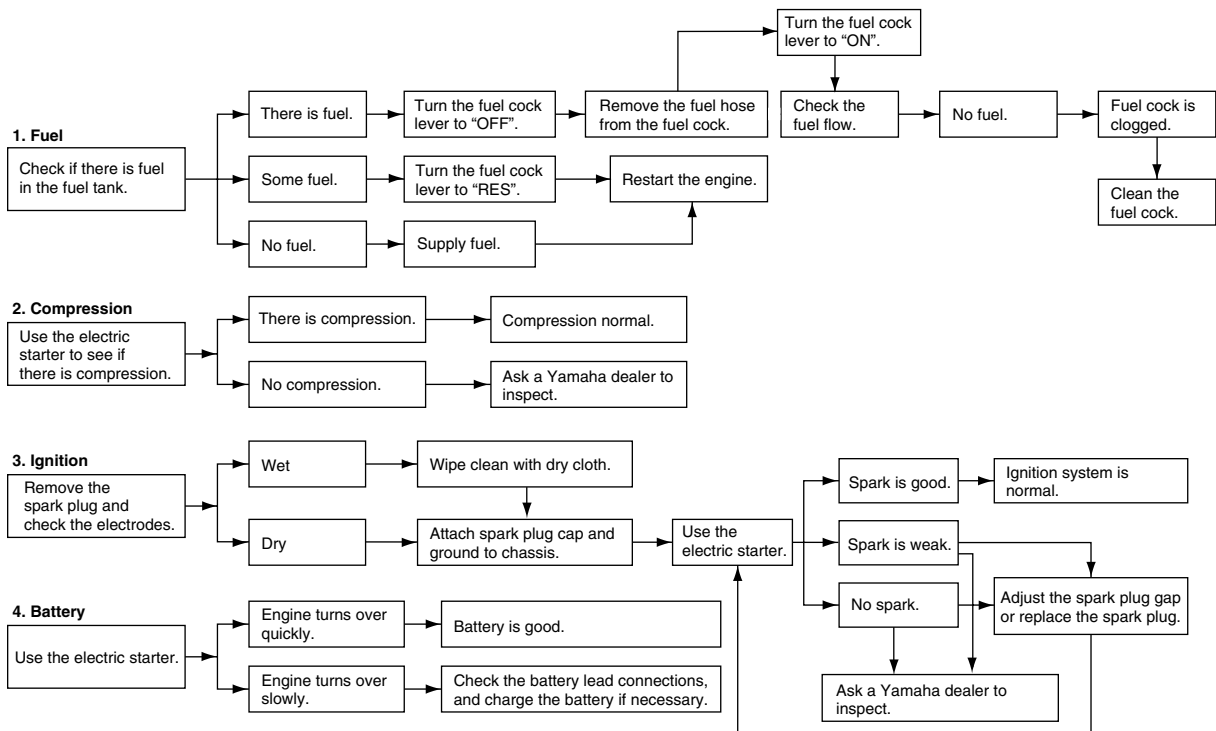 1. Fuel
Check if there is fuel
in the fuel tank.
There is fuel.
Turn the fuel cock
lever to “OFF”.
Remove the fuel hose
from the fuel cock.
Turn the fuel cock
lever to “ON”.
Check the
fuel flow.
No fuel.
Fuel cock is
clogged.
Clean the
fuel cock.
Some fuel.
Turn the fuel cock
lever to “RES”.
Restart the engine.
No fuel.
Supply fuel.
2. Compression
Use the electric
starter to see if
there is compression.
There is compression.
Compression normal.
No compression.
Ask a Yamaha dealer to
inspect.
3. Ignition
Remove the
spark plug and
check the electrodes.
Wet
Wipe clean with dry cloth.
Dry
Attach spark plug cap and
ground to chassis.
Use the
electric starter.
Spark is good.
Ignition system is
normal.
Spark is weak.
No spark.
Adjust the spark plug gap
or replace the spark plug.
Ask a Yamaha dealer to
inspect.
4. Battery
Use the electric starter.
Engine turns over
quickly.
Battery is good.
Engine turns over
slowly.
Check the battery lead connections,
and charge the battery if necessary.